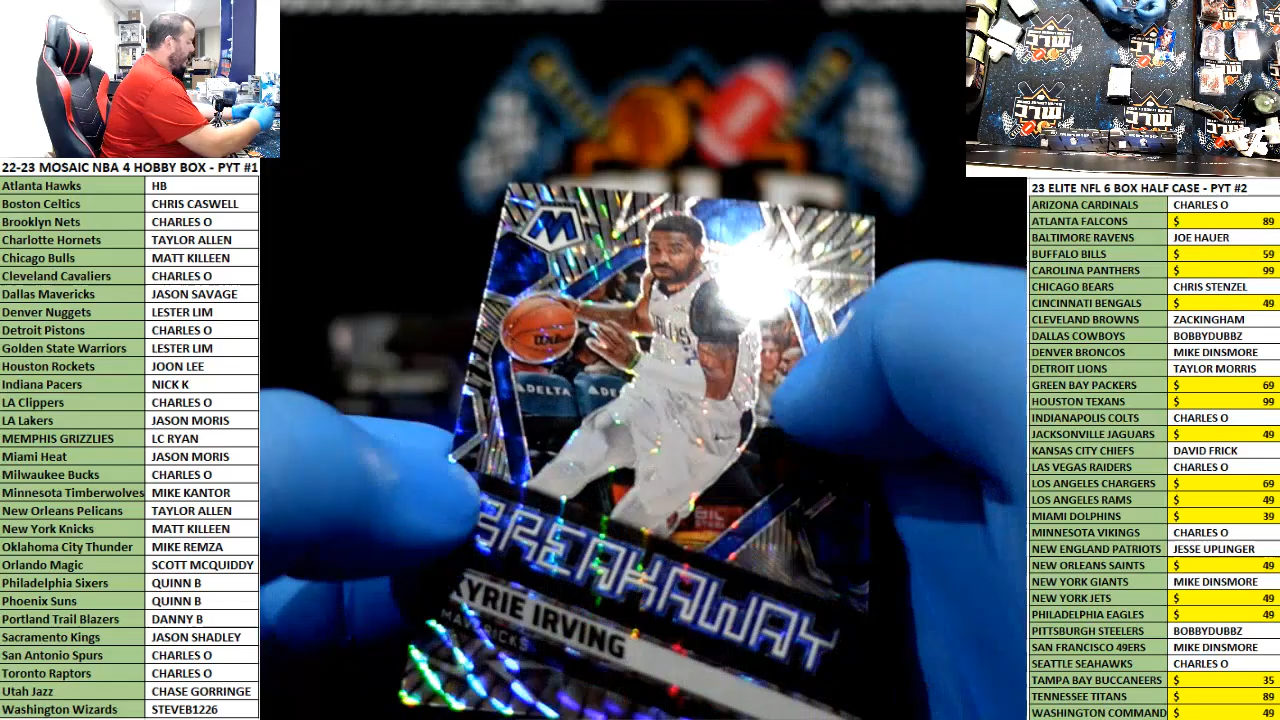 22-23 MOSAIC NBA 4 HOBBY BOX - PYT #1
Atlanta Hawks HB
Boston Celtics CHRIS CASWELL
Brooklyn Nets CHARLES O
Charlotte Hornets TAYLOR ALLEN
Chicago Bulls MATT KILLEEN
Cleveland Cavaliers CHARLES O
Dallas Mavericks JASON SAVAGE
Denver Nuggets LESTER LIM
Detroit Pistons CHARLES O
Golden State Warriors LESTER LIM
Houston Rockets JOON LEE
Indiana Pacers NICK K
LA Clippers CHARLES O
LA Lakers JASON MORIS
MEMPHIS GRIZZLIES LC RYAN
Miami Heat JASON MORIS
Milwaukee Bucks CHARLES O
Minnesota Timberwolves MIKE KANTOR
New Orleans Pelicans TAYLOR ALLEN
New York Knicks MATT KILLEEN
Oklahoma City Thunder MIKE REMZA
Orlando Magic SCOTT MCQUIDDY
Philadelphia Sixers QUINN B
Phoenix Suns QUINN B
Portland Trail Blazers DANNY B
Sacramento Kings JASON SHADLEY
San Antonio Spurs CHARLES O
Toronto Raptors CHARLES O
Utah Jazz CHASE GORRINGE
Washington Wizards STEVEB1226
M
Wilson
DELTA
BREAKAWAY
KYRIE IRVING
MAVERICKS
23 ELITE NFL 6 BOX HALF CASE - PYT #2
ARIZONA CARDINALS CHARLES O
ATLANTA FALCONS $ 89
BALTIMORE RAVENS JOE HAUER
BUFFALO BILLS $ 59
CAROLINA PANTHERS $ 99
CHICAGO BEARS CHRIS STENZEL
CINCINNATI BENGALS $ 49
CLEVELAND BROWNS ZACKINGHAM
DALLAS COWBOYS BOBBYDUBBZ
DENVER BRONCOS MIKE DINSMORE
DETROIT LIONS TAYLOR MORRIS
GREEN BAY PACKERS $ 69
HOUSTON TEXANS $ 99
INDIANAPOLIS COLTS CHARLES O
JACKSONVILLE JAGUARS $ 49
KANSAS CITY CHIEFS DAVID FRICK
LAS VEGAS RAIDERS CHARLES O
LOS ANGELES CHARGERS $ 69
LOS ANGELES RAMS $ 49
MIAMI DOLPHINS $ 39
MINNESOTA VIKINGS CHARLES O
NEW ENGLAND PATRIOTS JESSE UPLINGER
NEW ORLEANS SAINTS $ 49
NEW YORK GIANTS MIKE DINSMORE
NEW YORK JETS $ 49
PHILADELPHIA EAGLES $ 49
PITTSBURGH STEELERS BOBBYDUBBZ
SAN FRANCISCO 49ERS MIKE DINSMORE
SEATTLE SEAHAWKS CHARLES O
TAMPA BAY BUCCANEERS $ 35
TENNESSEE TITANS $ 89
WASHINGTON COMMAND $ 49